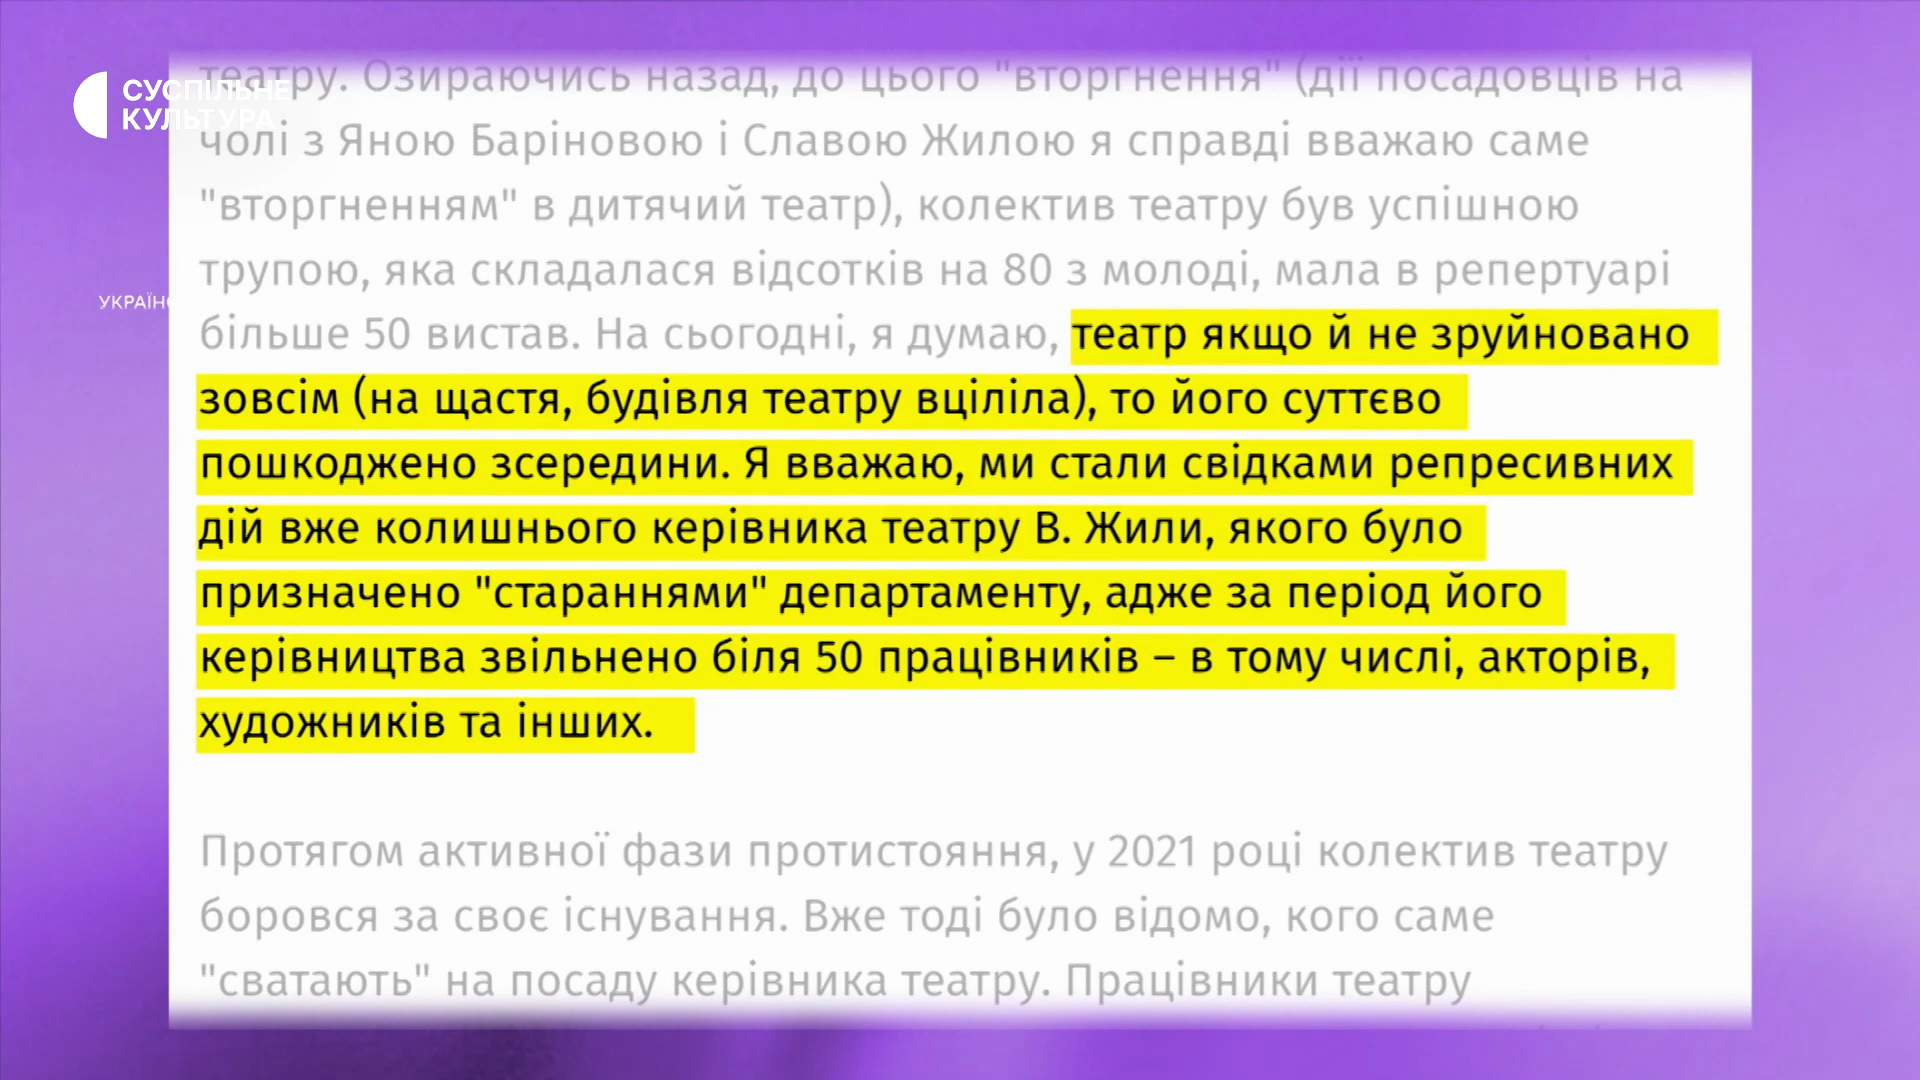 СУСПІЛЬНЕ
КУЛЬТУРА
театру. Озираючись назад, до цього "вторгнення" (дії посадовців на
чолі з Яною Баріновою і Славою Жилою я справді вважаю саме
"вторгненням" в дитячий театр), колектив театру був успішною
трупою, яка складалася відсотків на 80 з молоді, мала в репертуарі
більше 50 вистав. На сьогодні, я думаю, театр якщо й не зруйновано
зовсім (на щастя, будівля театру вціліла), то його суттєво
пошкоджено зсередини. Я вважаю, ми стали свідками репресивних
дій вже колишнього керівника театру В. Жили, якого було
призначено "стараннями" департаменту, адже за період його
керівництва звільнено біля 50 працівників – в тому числі, акторів,
художників та інших.
Протягом активної фази протистояння, у 2021 році колектив театру
боровся за своє існування. Вже тоді було відомо, кого саме
"сватають" на посаду керівника театру. Працівники театру